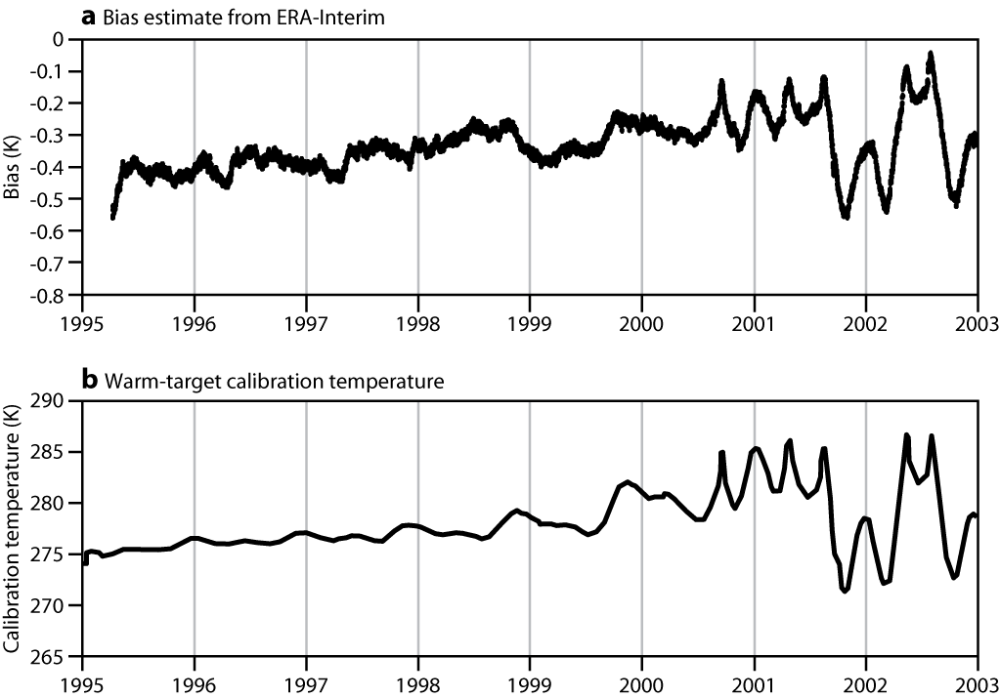 a Bias estimate from ERA-Interim
Bias (K)
0
-0.1
-0.2
-0.3
-0.4
-0.5
-0.6
-0.7
-0.8
1995 1996 1997 1998 1999 2000 2001 2002 2003
b Warm-target calibration temperature
Calibration temperature (K)
290
285
280
275
270
265
1995 1996 1997 1998 1999 2000 2001 2002 2003